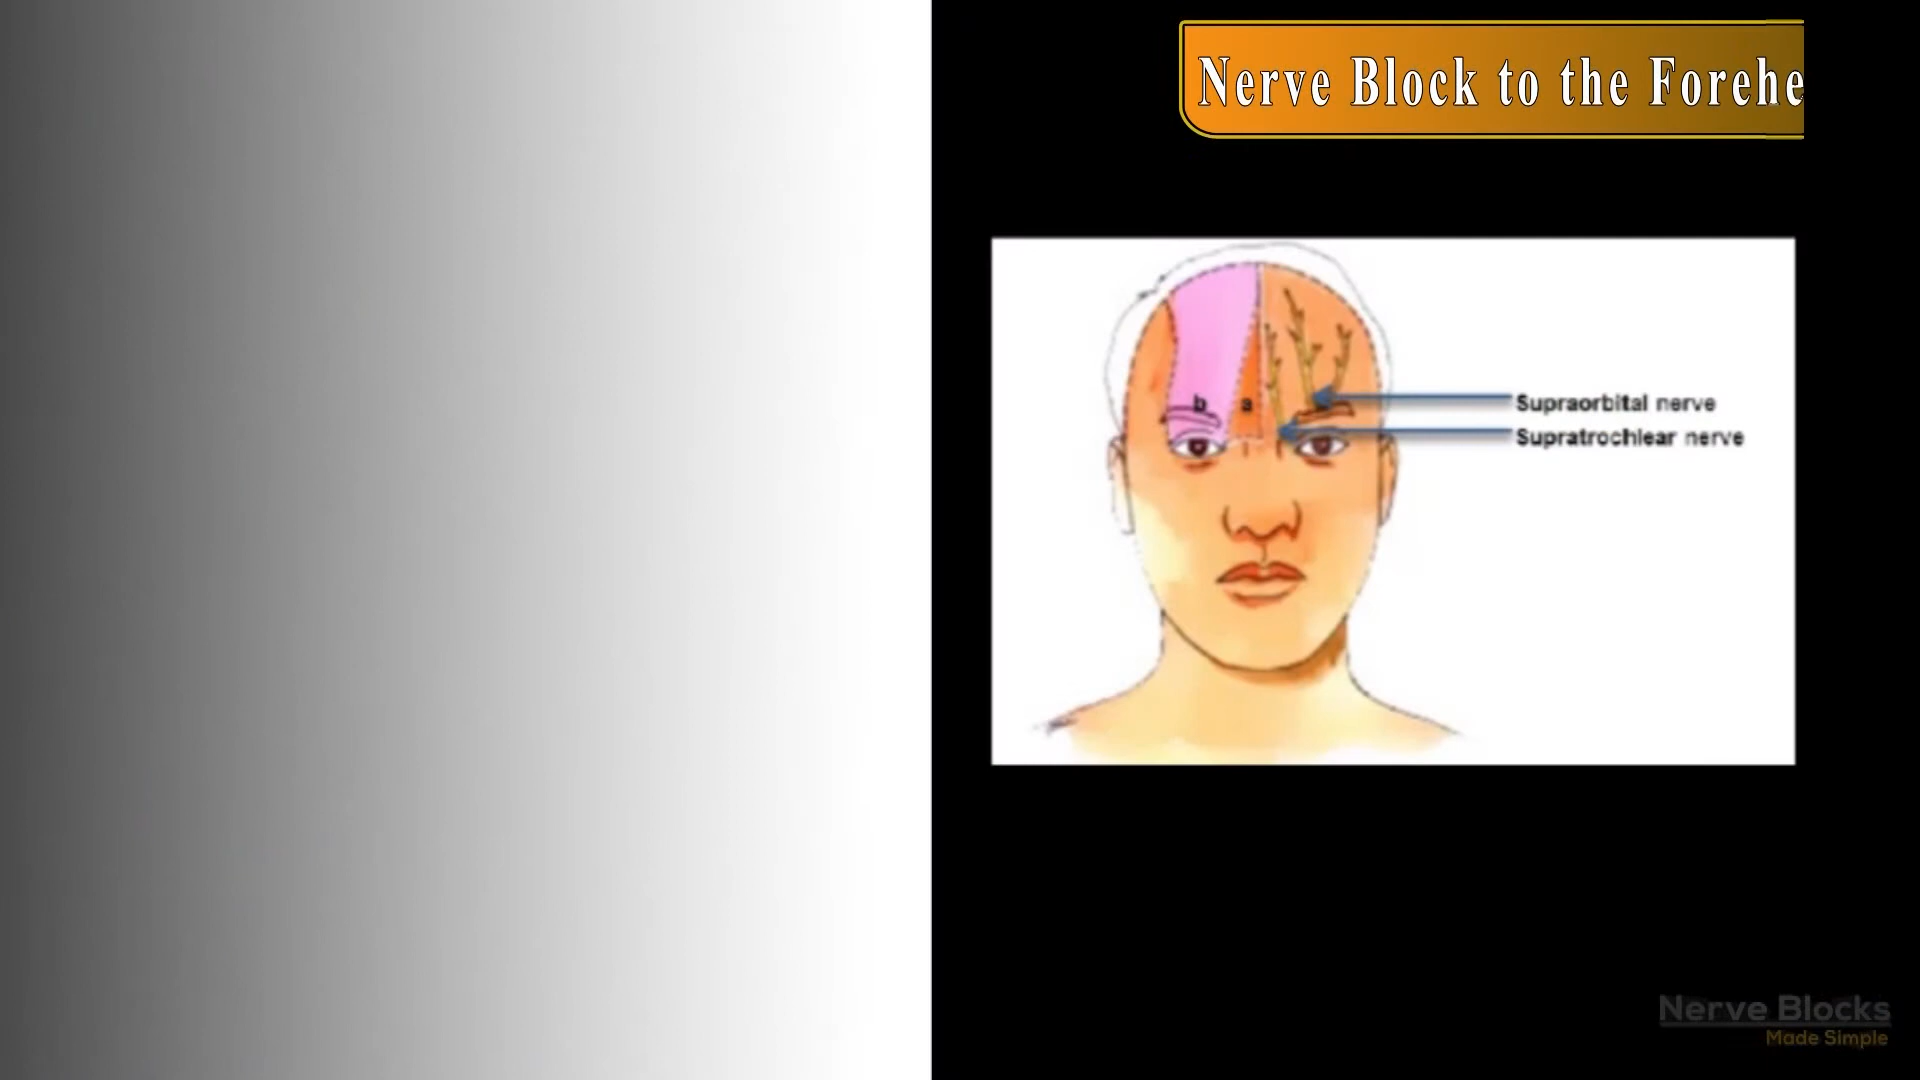 Nerve Block to the Forehe
b a
Supraorbital nerve
Supratrochlear nerve
Nerve Blocks
Made Simple